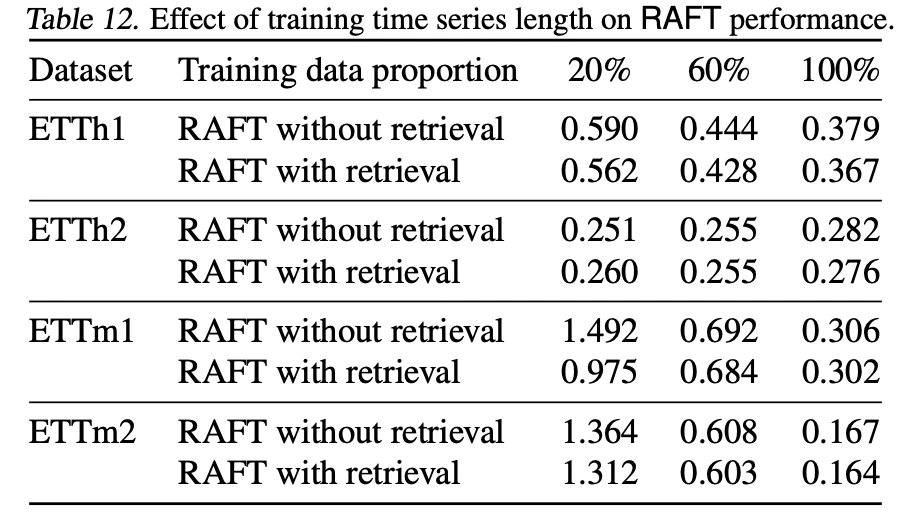 Table 12. Effect of training time series length on RAFT performance.
Dataset Training data proportion 20% 60% 100%
ETTh1 RAFT without retrieval 0.590 0.444 0.379
RAFT with retrieval 0.562 0.428 0.367
ETTh2 RAFT without retrieval 0.251 0.255 0.282
RAFT with retrieval 0.260 0.255 0.276
ETTm1 RAFT without retrieval 1.492 0.692 0.306
RAFT with retrieval 0.975 0.684 0.302
ETTm2 RAFT without retrieval 1.364 0.608 0.167
RAFT with retrieval 1.312 0.603 0.164